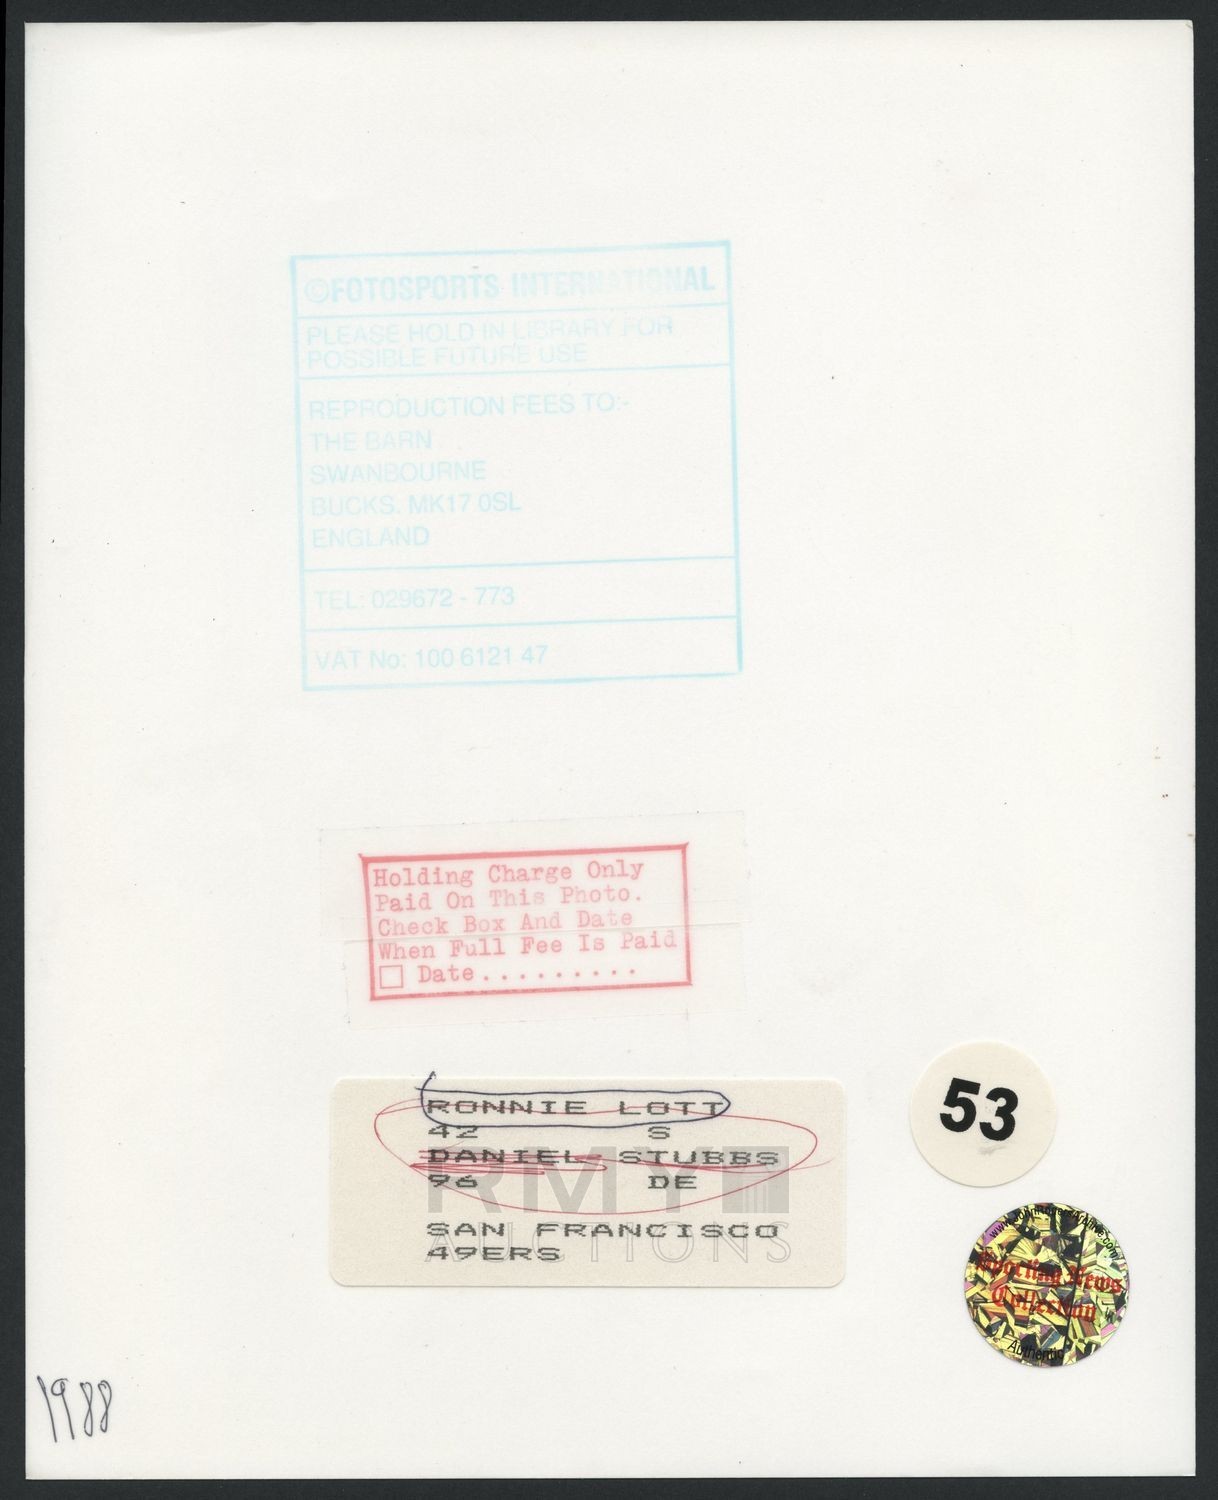 ©FOTOSPORTS INTERNATIONAL
PLEASE HOLD IN LIBRARY FOR
POSSIBLE FUTURE USE
REPRODUCTION FEES TO:-
THE BARN
SWANBOURNE
BUCKS. MK17 0SL
ENGLAND
TEL: 029672 - 773
VAT No: 100 6121 47
Holding Charge Only
Paid On This Photo.
Check Box And Date
When Full Fee Is Paid
☐ Date.........
53
RONNIE LOTT
42 S
DANIEL STUBBS
96 DE
SAN FRANCISCO
49ERS
RMY
AUCTIONS
www.JohnRogersArchive.com
Sporting News
Collection
Authentic
1988